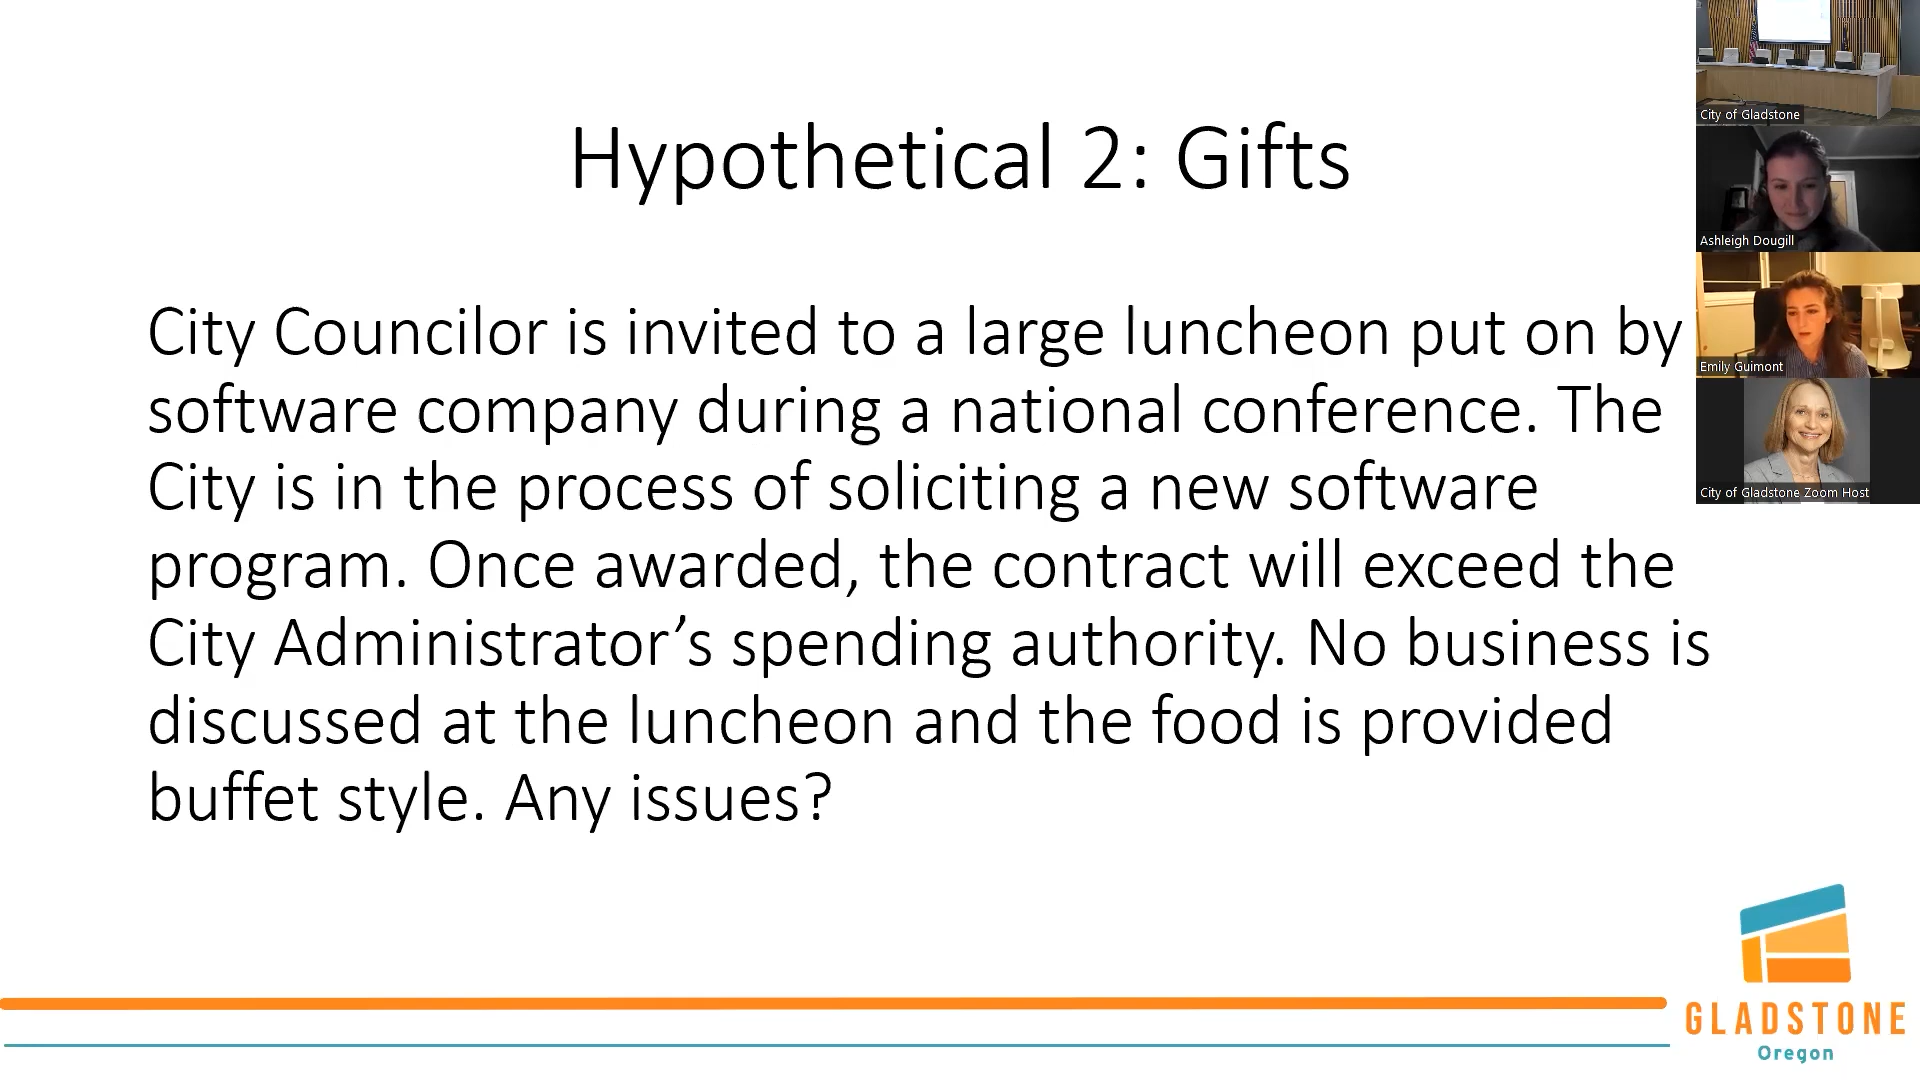 Hypothetical 2: Gifts
City Councilor is invited to a large luncheon put on by
software company during a national conference. The
City is in the process of soliciting a new software
program. Once awarded, the contract will exceed the
City Administrator’s spending authority. No business is
discussed at the luncheon and the food is provided
buffet style. Any issues?
City of Gladstone
Ashleigh Dougill
Emily Guimont
City of Gladstone Zoom Host
GLADSTONE
Oregon